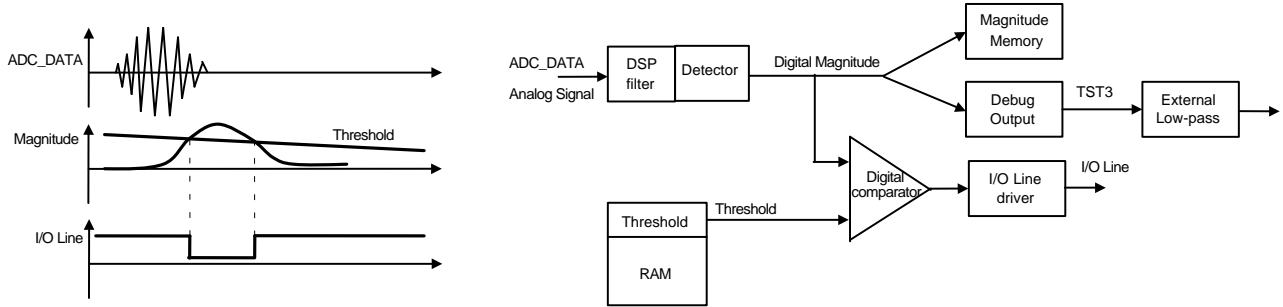 ADC_DATA
Magnitude
Threshold
I/O Line
ADC_DATA
Analog Signal
DSP
filter
Detector
Digital Magnitude
Magnitude
Memory
Debug
Output
TST3
External
Low-pass
Digital
comparator
I/O Line
driver
I/O Line
Threshold
RAM
Threshold